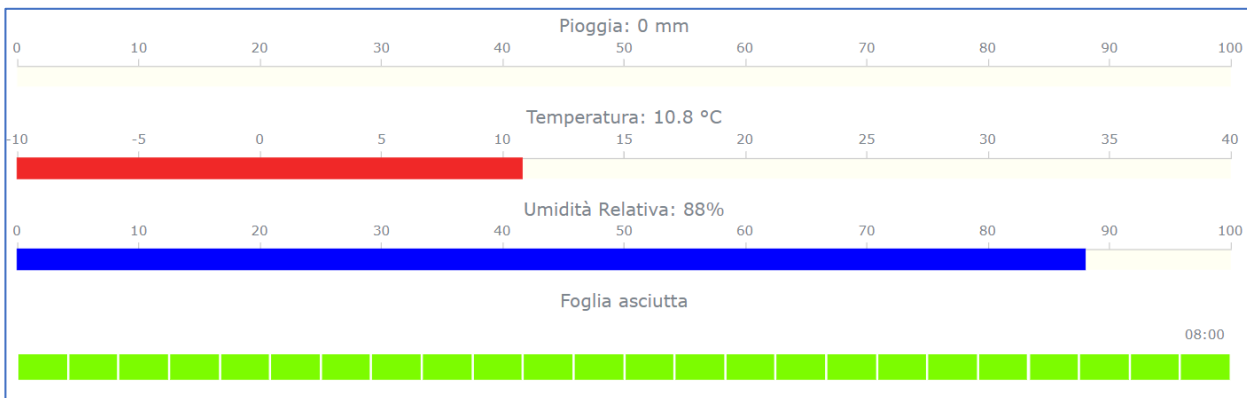 Pioggia: 0 mm
0 10 20 30 40 50 60 70 80 90 100
Temperatura: 10.8 °C
-10 -5 0 5 10 15 20 25 30 35 40
Umidità Relativa: 88%
0 10 20 30 40 50 60 70 80 90 100
Foglia asciutta
08:00